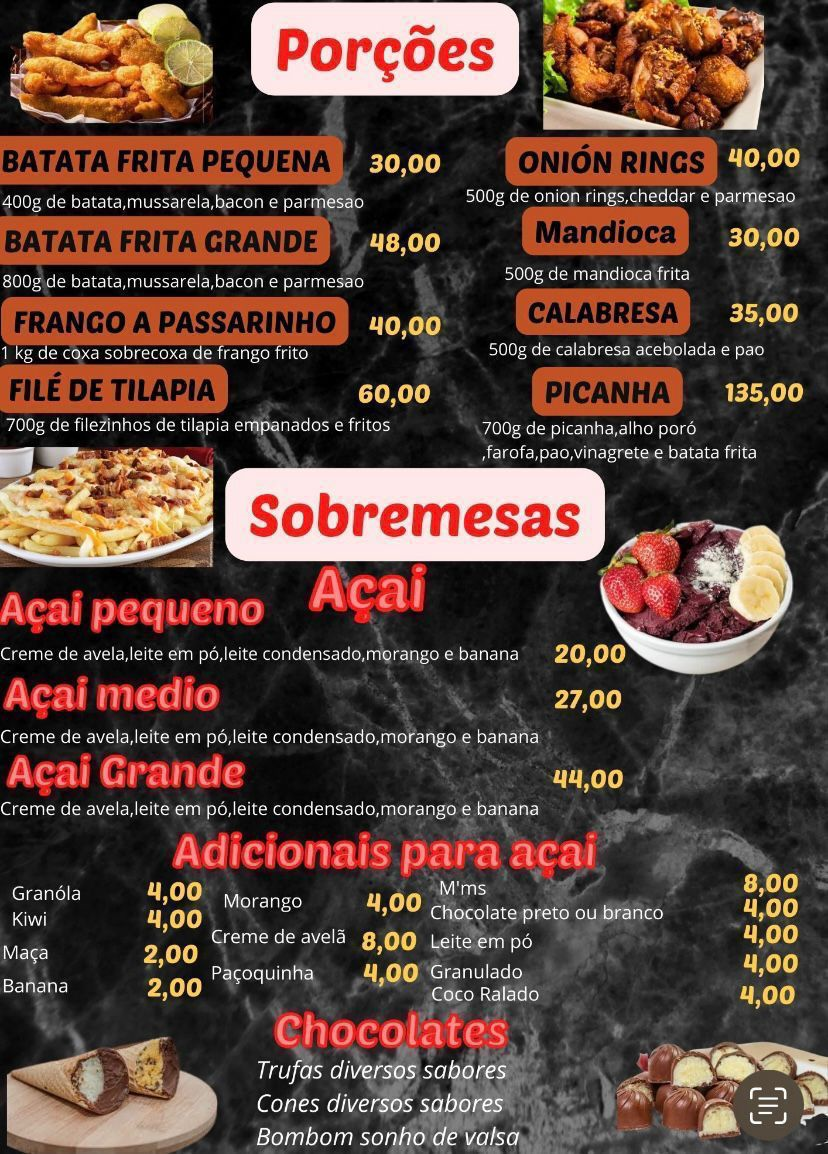 Porções
BATATA FRITA PEQUENA 30,00
400g de batata,mussarela,bacon e parmesao
BATATA FRITA GRANDE 48,00
800g de batata,mussarela,bacon e parmesao
FRANGO A PASSARINHO 40,00
1 kg de coxa sobrecoxa de frango frito
FILÉ DE TILAPIA 60,00
700g de filezinhos de tilapia empanados e fritos
ONIÓN RINGS 40,00
500g de onion rings,cheddar e parmesao
Mandioca 30,00
500g de mandioca frita
CALABRESA 35,00
500g de calabresa acebolada e pao
PICANHA 135,00
700g de picanha,alho poró
,farofa,pao,vinagrete e batata frita
Sobremesas
Açai
Açai pequeno
Creme de avela,leite em pó,leite condensado,morango e banana 20,00
Açai medio 27,00
Creme de avela,leite em pó,leite condensado,morango e banana
Açai Grande 44,00
Creme de avela,leite em pó,leite condensado,morango e banana
Adicionais para açai
Granóla 4,00
Kiwi 4,00
Maça 2,00
Banana 2,00
Morango 4,00
Creme de avelã 8,00
Paçoquinha 4,00
M'ms 8,00
Chocolate preto ou branco 4,00
Leite em pó 4,00
Granulado 4,00
Coco Ralado 4,00
Chocolates
Trufas diversos sabores
Cones diversos sabores
Bombom sonho de valsa